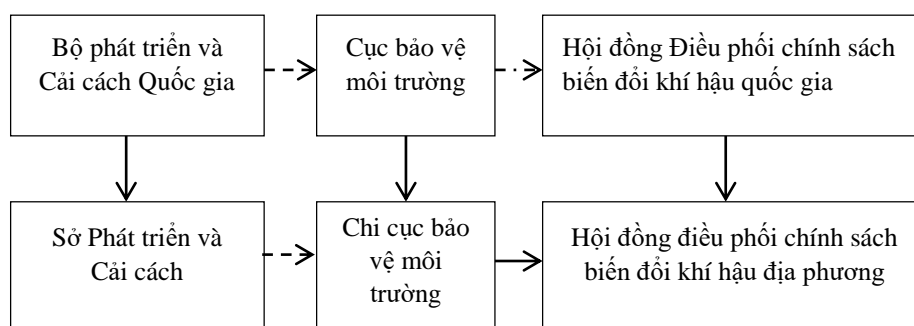 Bộ phát triển và
Cải cách Quốc gia
Cục bảo vệ
môi trường
Hội đồng Điều phối chính sách
biến đổi khí hậu quốc gia
Sở Phát triển và
Cải cách
Chi cục bảo
vệ môi
trường
Hội đồng điều phối chính sách
biến đổi khí hậu địa phương